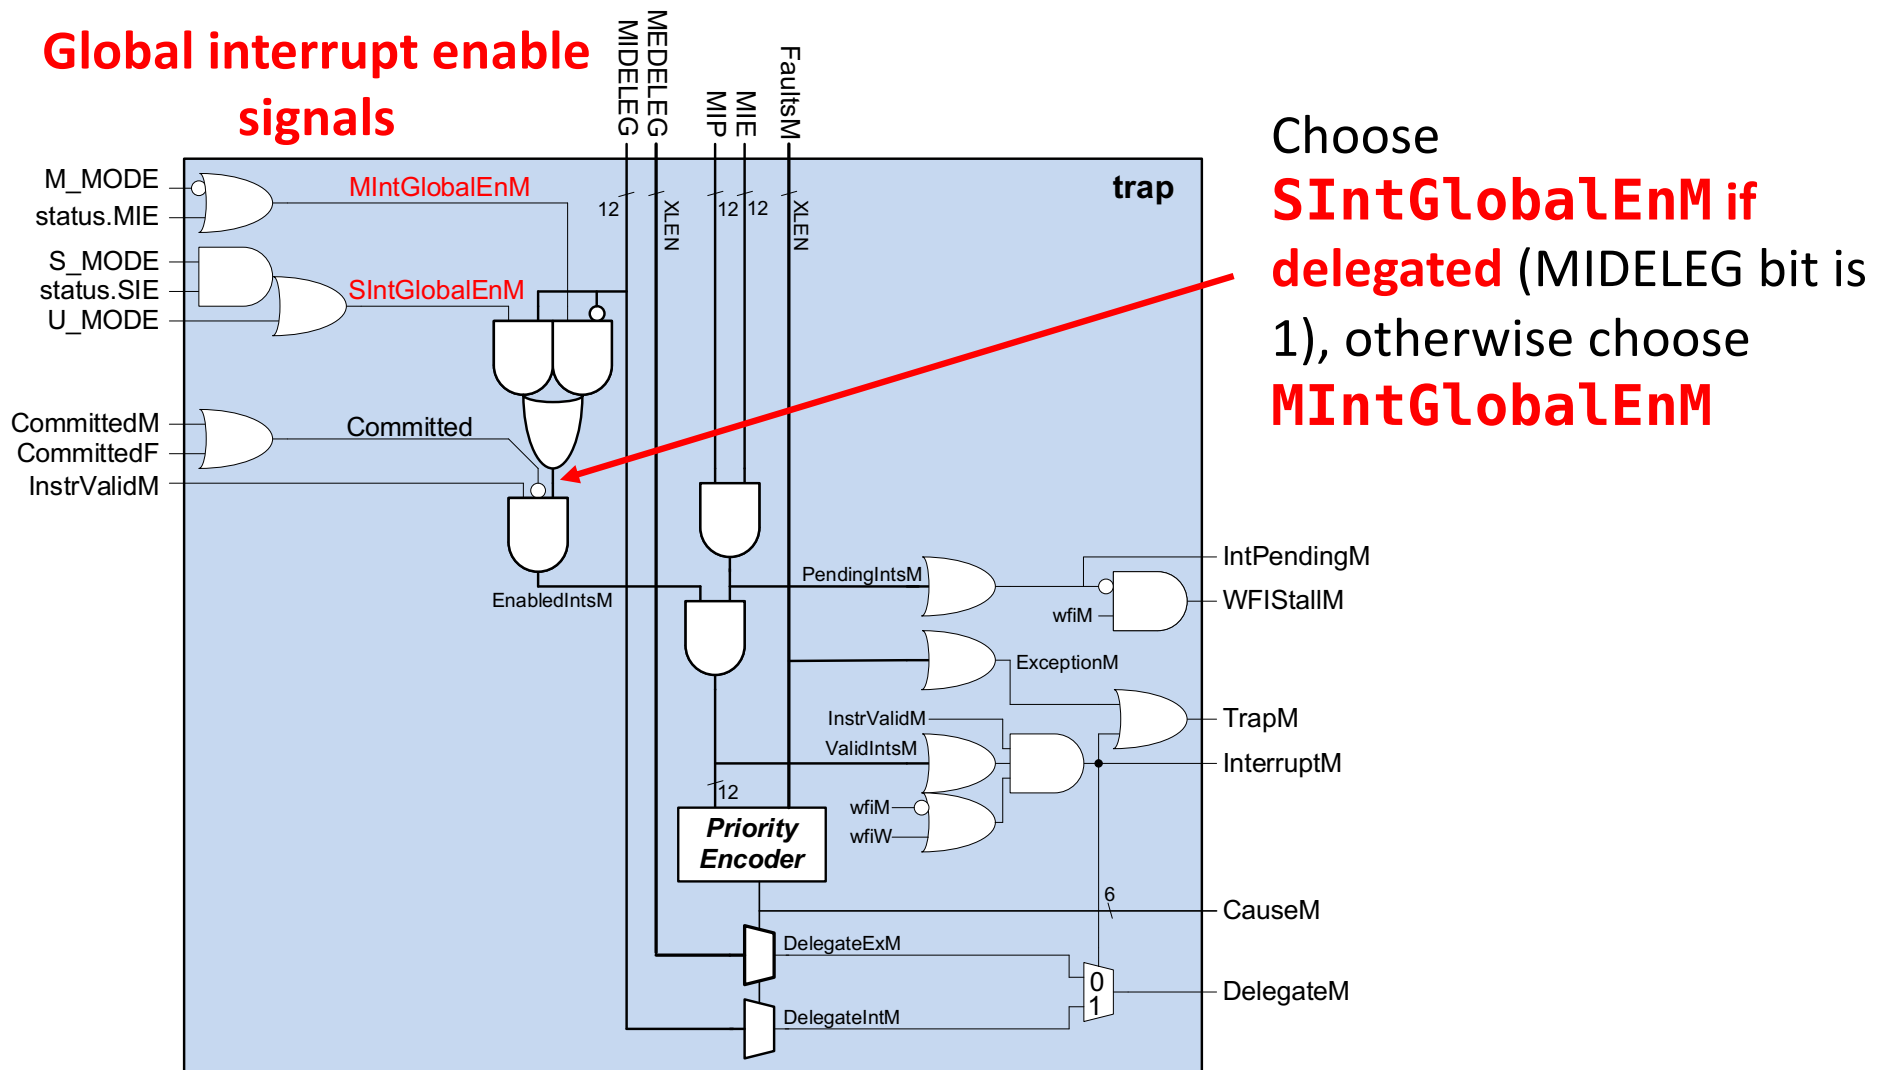 Global interrupt enable
signals
MIDELEG
MEDELEG
MIP
MIE
FaultsM
Choose
SIntGlobalEnM if
delegated (MIDELEG bit is
1), otherwise choose
MIntGlobalEnM
trap
M_MODE
status.MIE
S_MODE
status.SIE
U_MODE
MIntGlobalEnM
SIntGlobalEnM
12
XLEN
12
12
XLEN
CommittedM
CommittedF
InstrValidM
Committed
EnabledIntsM
PendingIntsM
wfiM
IntPendingM
WFIStallM
ExceptionM
InstrValidM
ValidIntsM
TrapM
InterruptM
12
wfiM
wfiW
Priority
Encoder
6
CauseM
DelegateExM
0
1
DelegateM
DelegateIntM